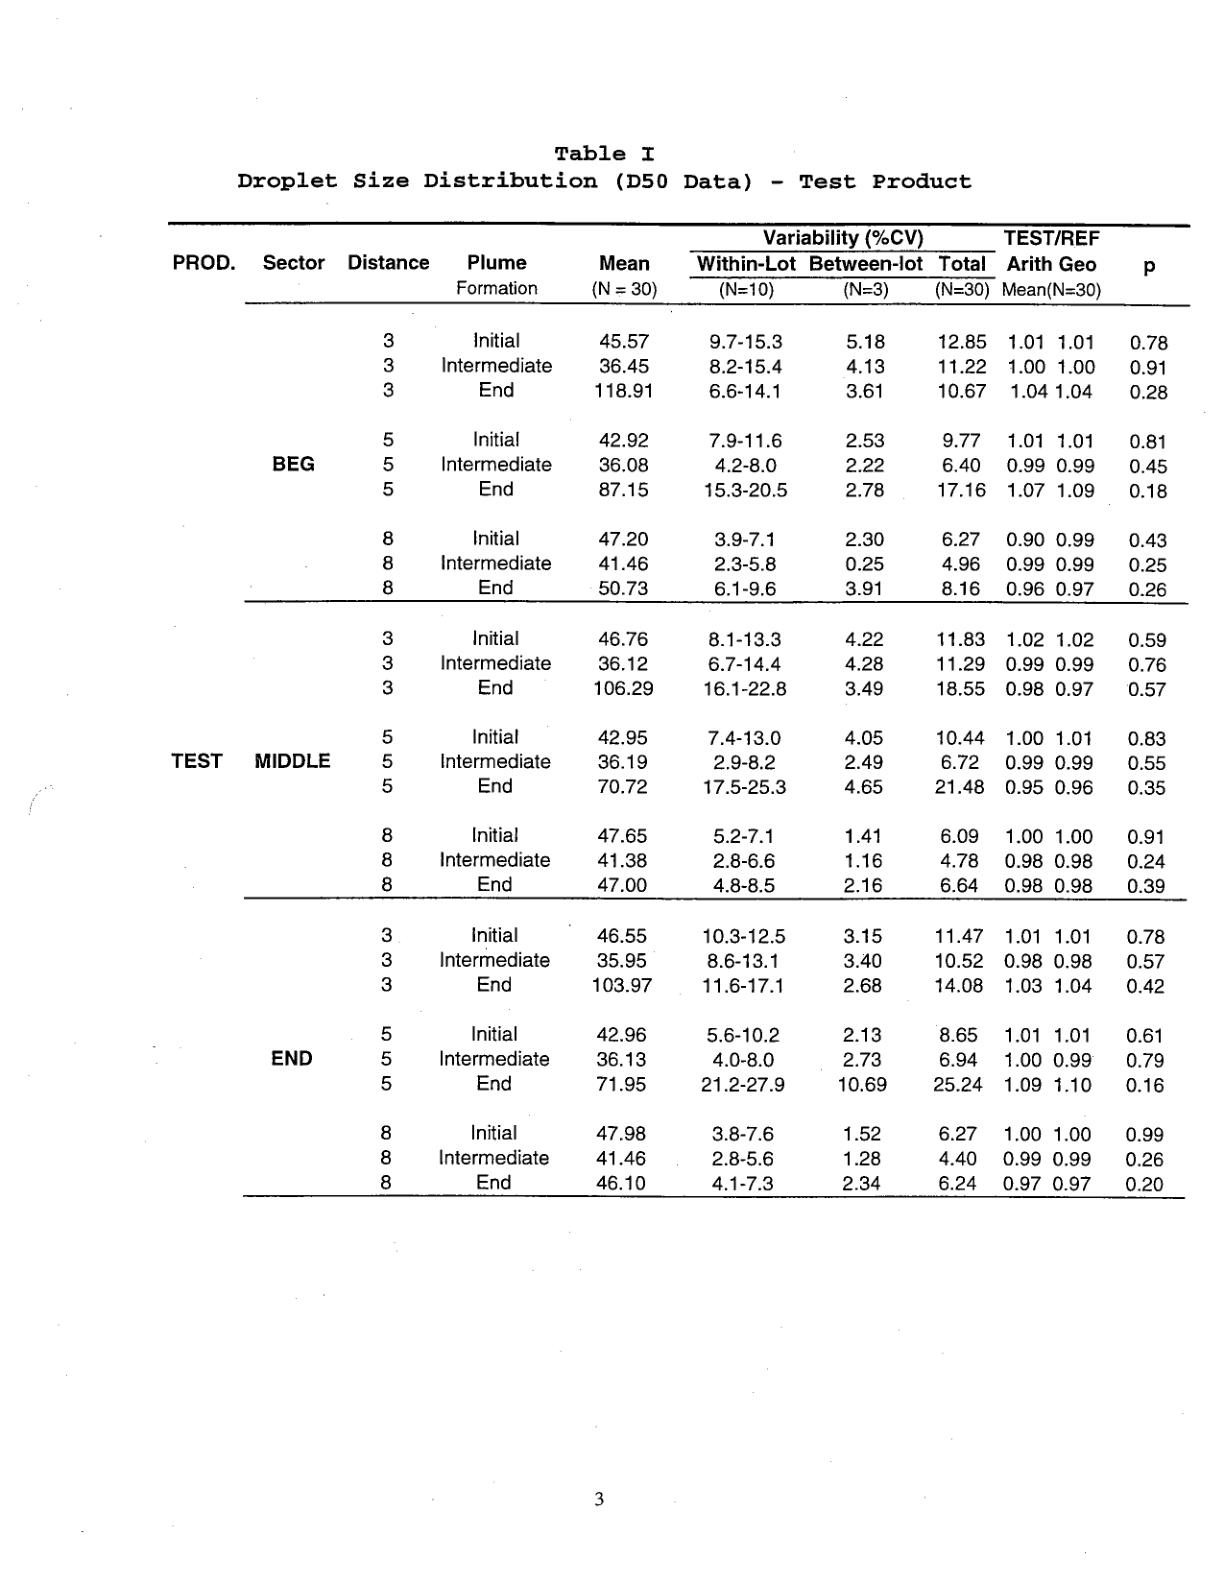 Table I
Droplet Size Distribution (D50 Data) - Test Product
Variability (%CV) TEST/REF
PROD. Sector Distance Plume Mean Within-Lot Between-lot Total Arith Geo p
Formation (N = 30) (N=10) (N=3) (N=30) Mean(N=30)
3 Initial 45.57 9.7-15.3 5.18 12.85 1.01 1.01 0.78
3 Intermediate 36.45 8.2-15.4 4.13 11.22 1.00 1.00 0.91
3 End 118.91 6.6-14.1 3.61 10.67 1.04 1.04 0.28
5 Initial 42.92 7.9-11.6 2.53 9.77 1.01 1.01 0.81
BEG 5 Intermediate 36.08 4.2-8.0 2.22 6.40 0.99 0.99 0.45
5 End 87.15 15.3-20.5 2.78 17.16 1.07 1.09 0.18
8 Initial 47.20 3.9-7.1 2.30 6.27 0.90 0.99 0.43
8 Intermediate 41.46 2.3-5.8 0.25 4.96 0.99 0.99 0.25
8 End 50.73 6.1-9.6 3.91 8.16 0.96 0.97 0.26
3 Initial 46.76 8.1-13.3 4.22 11.83 1.02 1.02 0.59
3 Intermediate 36.12 6.7-14.4 4.28 11.29 0.99 0.99 0.76
3 End 106.29 16.1-22.8 3.49 18.55 0.98 0.97 0.57
5 Initial 42.95 7.4-13.0 4.05 10.44 1.00 1.01 0.83
TEST MIDDLE 5 Intermediate 36.19 2.9-8.2 2.49 6.72 0.99 0.99 0.55
5 End 70.72 17.5-25.3 4.65 21.48 0.95 0.96 0.35
8 Initial 47.65 5.2-7.1 1.41 6.09 1.00 1.00 0.91
8 Intermediate 41.38 2.8-6.6 1.16 4.78 0.98 0.98 0.24
8 End 47.00 4.8-8.5 2.16 6.64 0.98 0.98 0.39
3 Initial 46.55 10.3-12.5 3.15 11.47 1.01 1.01 0.78
3 Intermediate 35.95 8.6-13.1 3.40 10.52 0.98 0.98 0.57
3 End 103.97 11.6-17.1 2.68 14.08 1.03 1.04 0.42
5 Initial 42.96 5.6-10.2 2.13 8.65 1.01 1.01 0.61
END 5 Intermediate 36.13 4.0-8.0 2.73 6.94 1.00 0.99 0.79
5 End 71.95 21.2-27.9 10.69 25.24 1.09 1.10 0.16
8 Initial 47.98 3.8-7.6 1.52 6.27 1.00 1.00 0.99
8 Intermediate 41.46 2.8-5.6 1.28 4.40 0.99 0.99 0.26
8 End 46.10 4.1-7.3 2.34 6.24 0.97 0.97 0.20
3